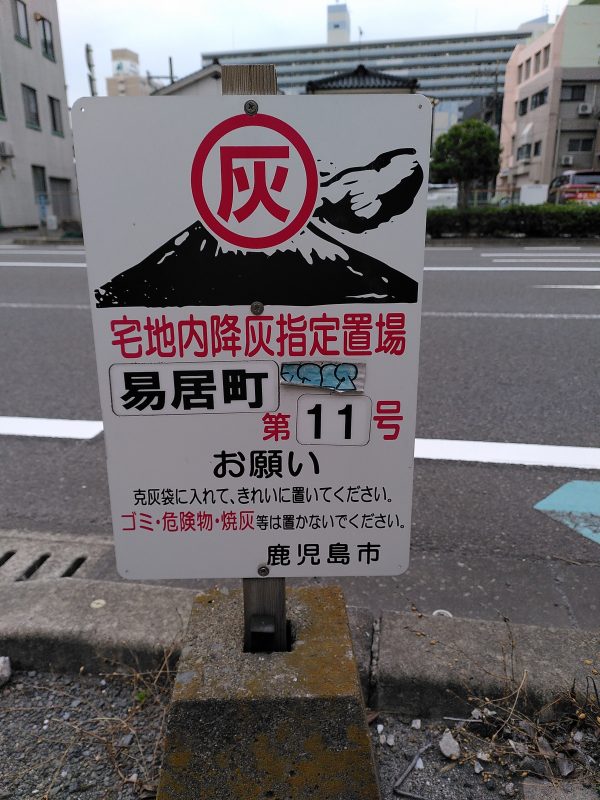 灰
宅地内降灰指定置場
易居町
第11号
お願い
克灰袋に入れて、きれいに置いてください。
ゴミ・危険物・焼灰等は置かないでください。
鹿児島市